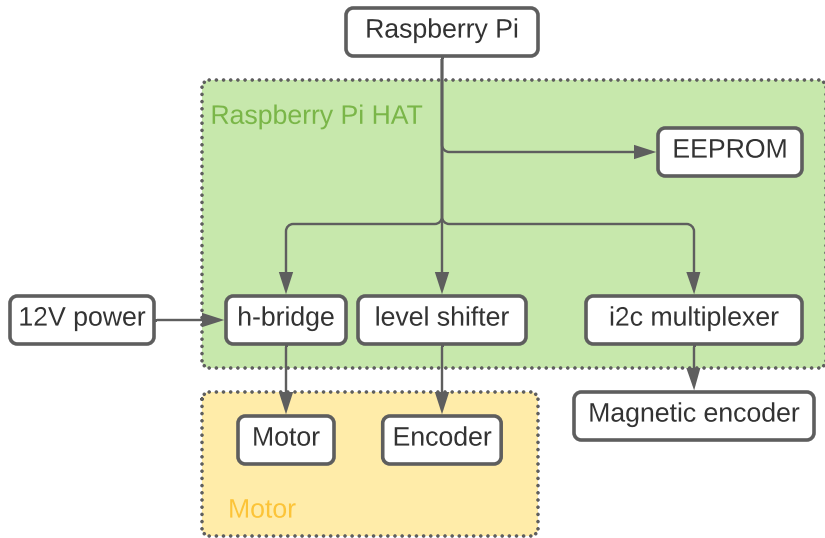 Raspberry Pi
Raspberry Pi HAT
EEPROM
12V power
h-bridge
level shifter
i2c multiplexer
Magnetic encoder
Motor
Encoder
Motor